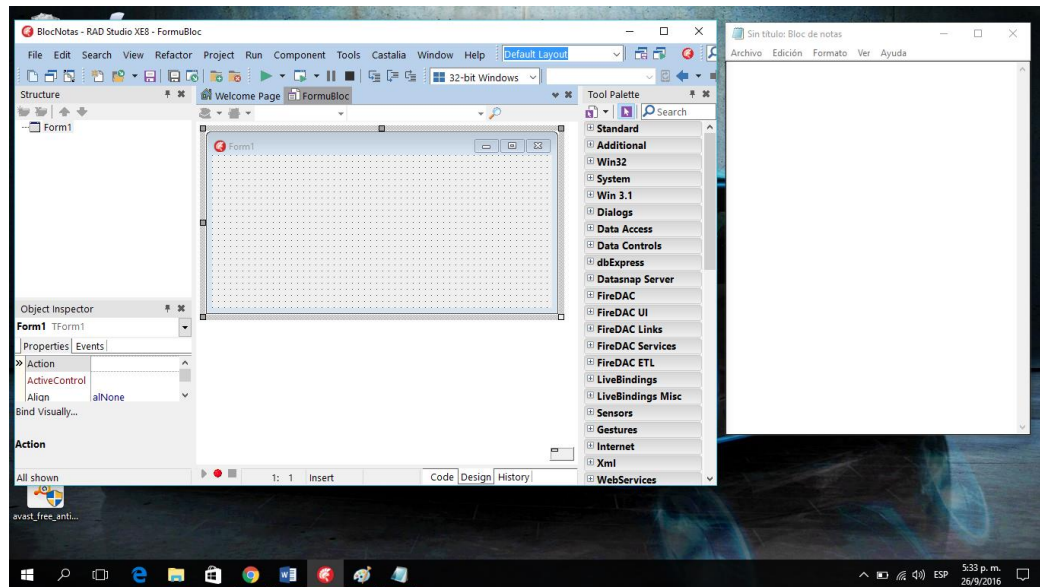 BlocNotas - RAD Studio XE8 - FormuBloc
File Edit Search View Refactor Project Run Component Tools Castalia Window Help Default Layout
32-bit Windows
Structure
Form1
Welcome Page FormuBloc
Form1
Object Inspector
Form1 TForm1
Properties Events
Action
ActiveControl
Align alNone
Bind Visually...
Action
All shown
1: 1 Insert
Code Design History
Tool Palette
Search
Standard
Additional
Win32
System
Win 3.1
Dialogs
Data Access
Data Controls
dbExpress
Datasnap Server
FireDAC
FireDAC UI
FireDAC Links
FireDAC Services
FireDAC ETL
LiveBindings
LiveBindings Misc
Sensors
Gestures
Internet
Xml
WebServices
Sin título: Bloc de notas
Archivo Edición Formato Ver Ayuda
avast_free_anti...
ESP
5:33 p. m.
26/9/2016